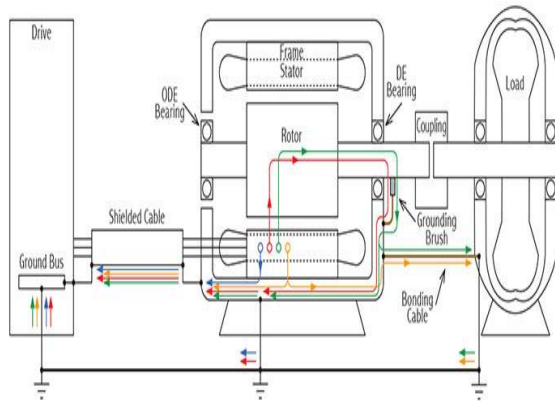 Drive
Frame
Stator
ODE
Bearing
DE
Bearing
Load
Coupling
Rotor
Shielded Cable
Grounding
Brush
Ground Bus
Bonding
Cable